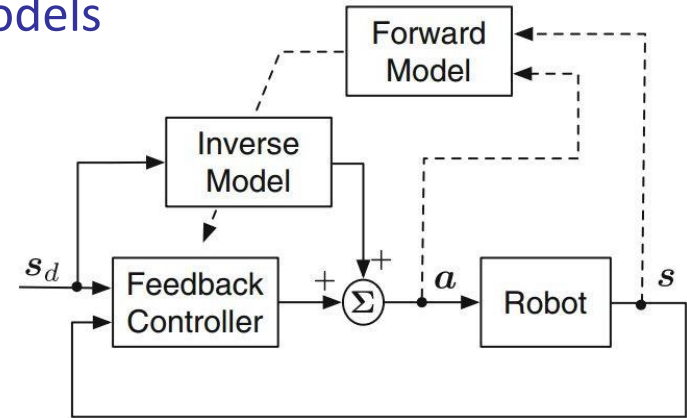 odels
Forward
Model
Inverse
Model
s_d
Feedback
Controller
+
+
Σ
a
Robot
s